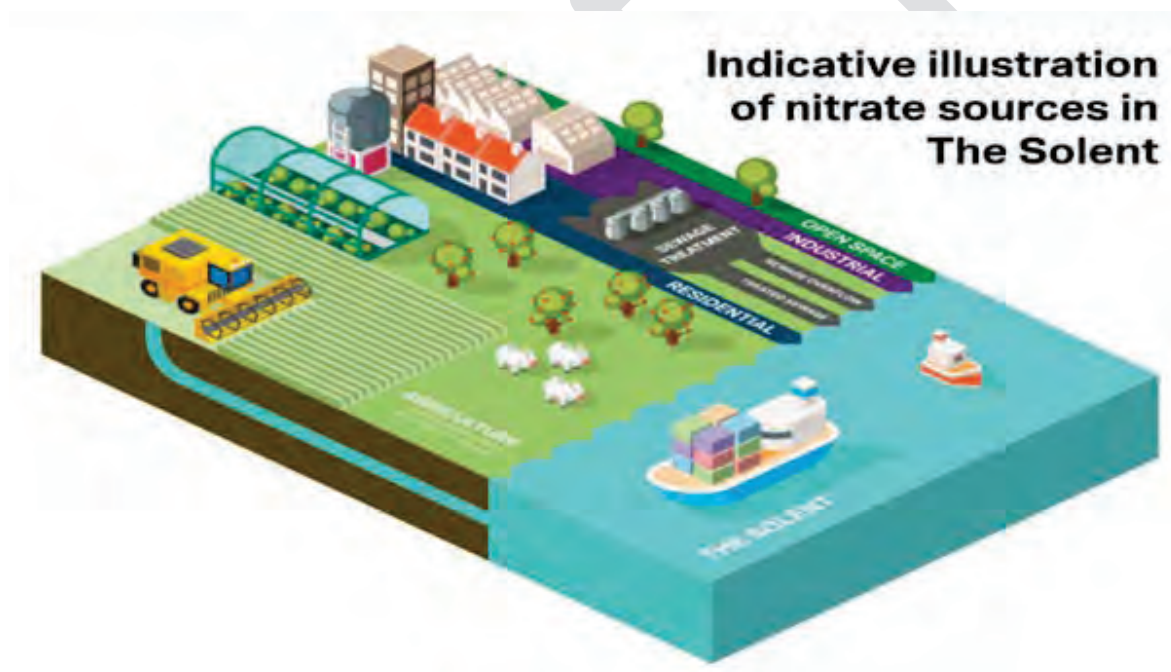 Indicative illustration
of nitrate sources in
The Solent
OPEN SPACE
INDUSTRIAL
SEWAGE
TREATMENT
SEWAGE OVERFLOW
TREATED SEWAGE
RESIDENTIAL
AGRICULTURE
THE SOLENT